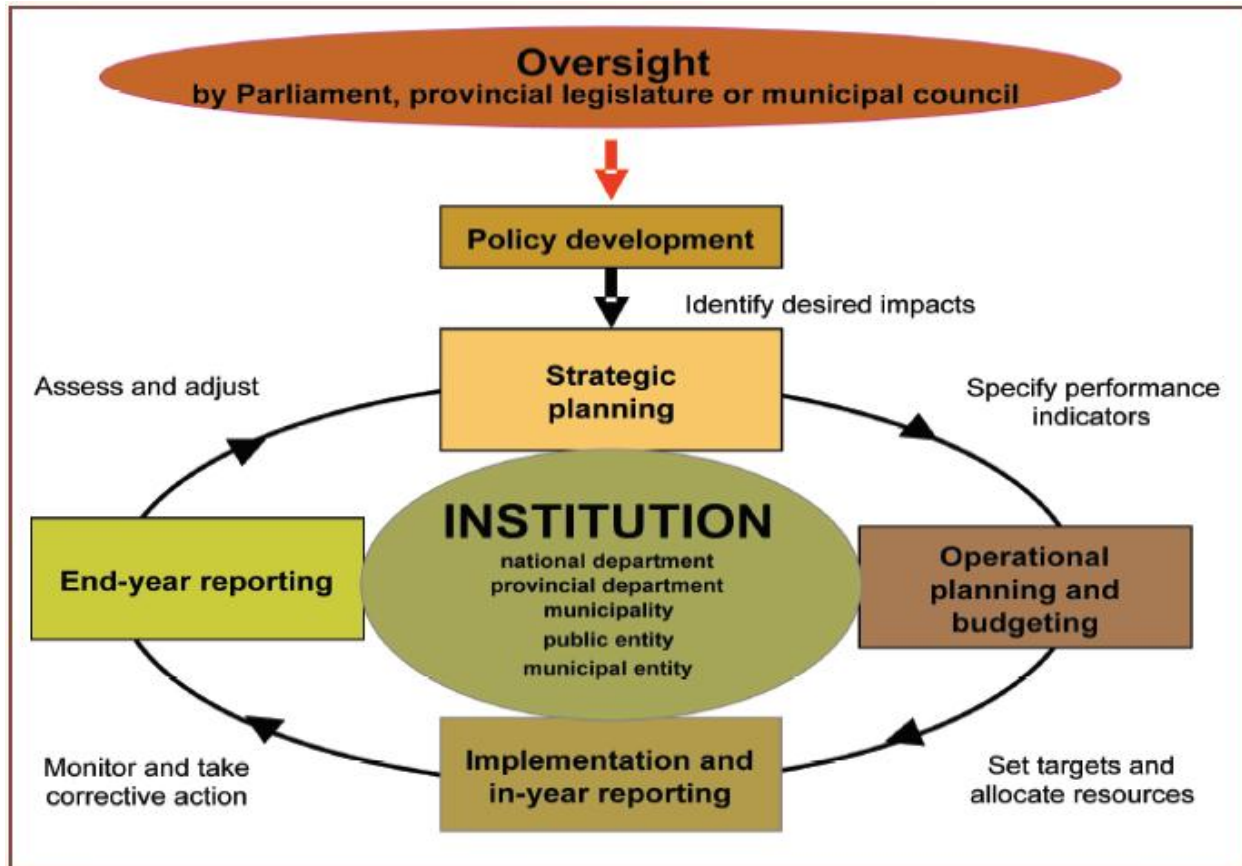 Oversight
by Parliament, provincial legislature or municipal council
Policy development
Identify desired impacts
Strategic
planning
Assess and adjust
Specify performance
indicators
INSTITUTION
national department
provincial department
municipality
public entity
municipal entity
End-year reporting
Operational
planning and
budgeting
Implementation and
in-year reporting
Monitor and take
corrective action
Set targets and
allocate resources